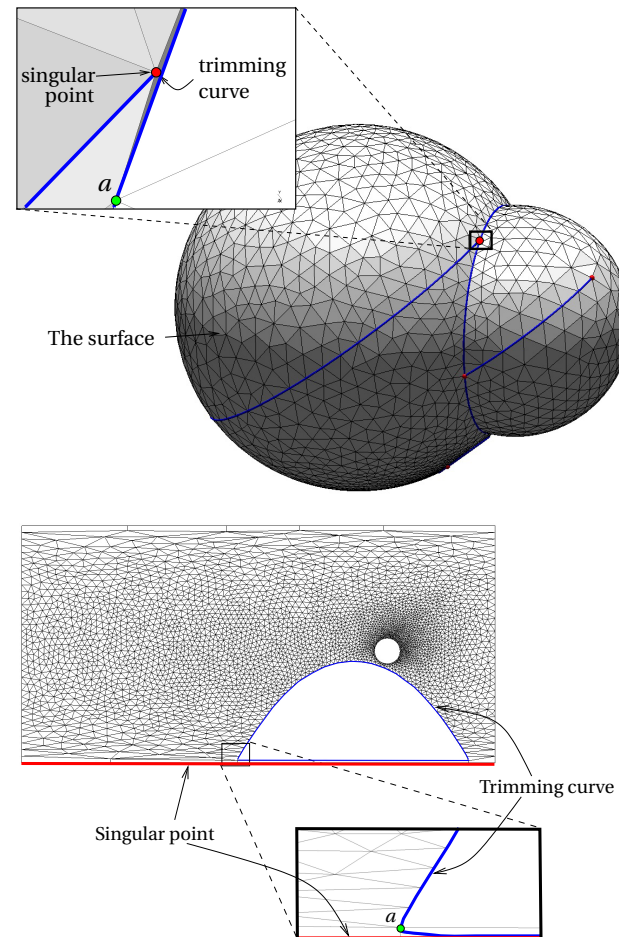 singular
point
trimming
curve
a
The surface
Trimming curve
Singular point
a